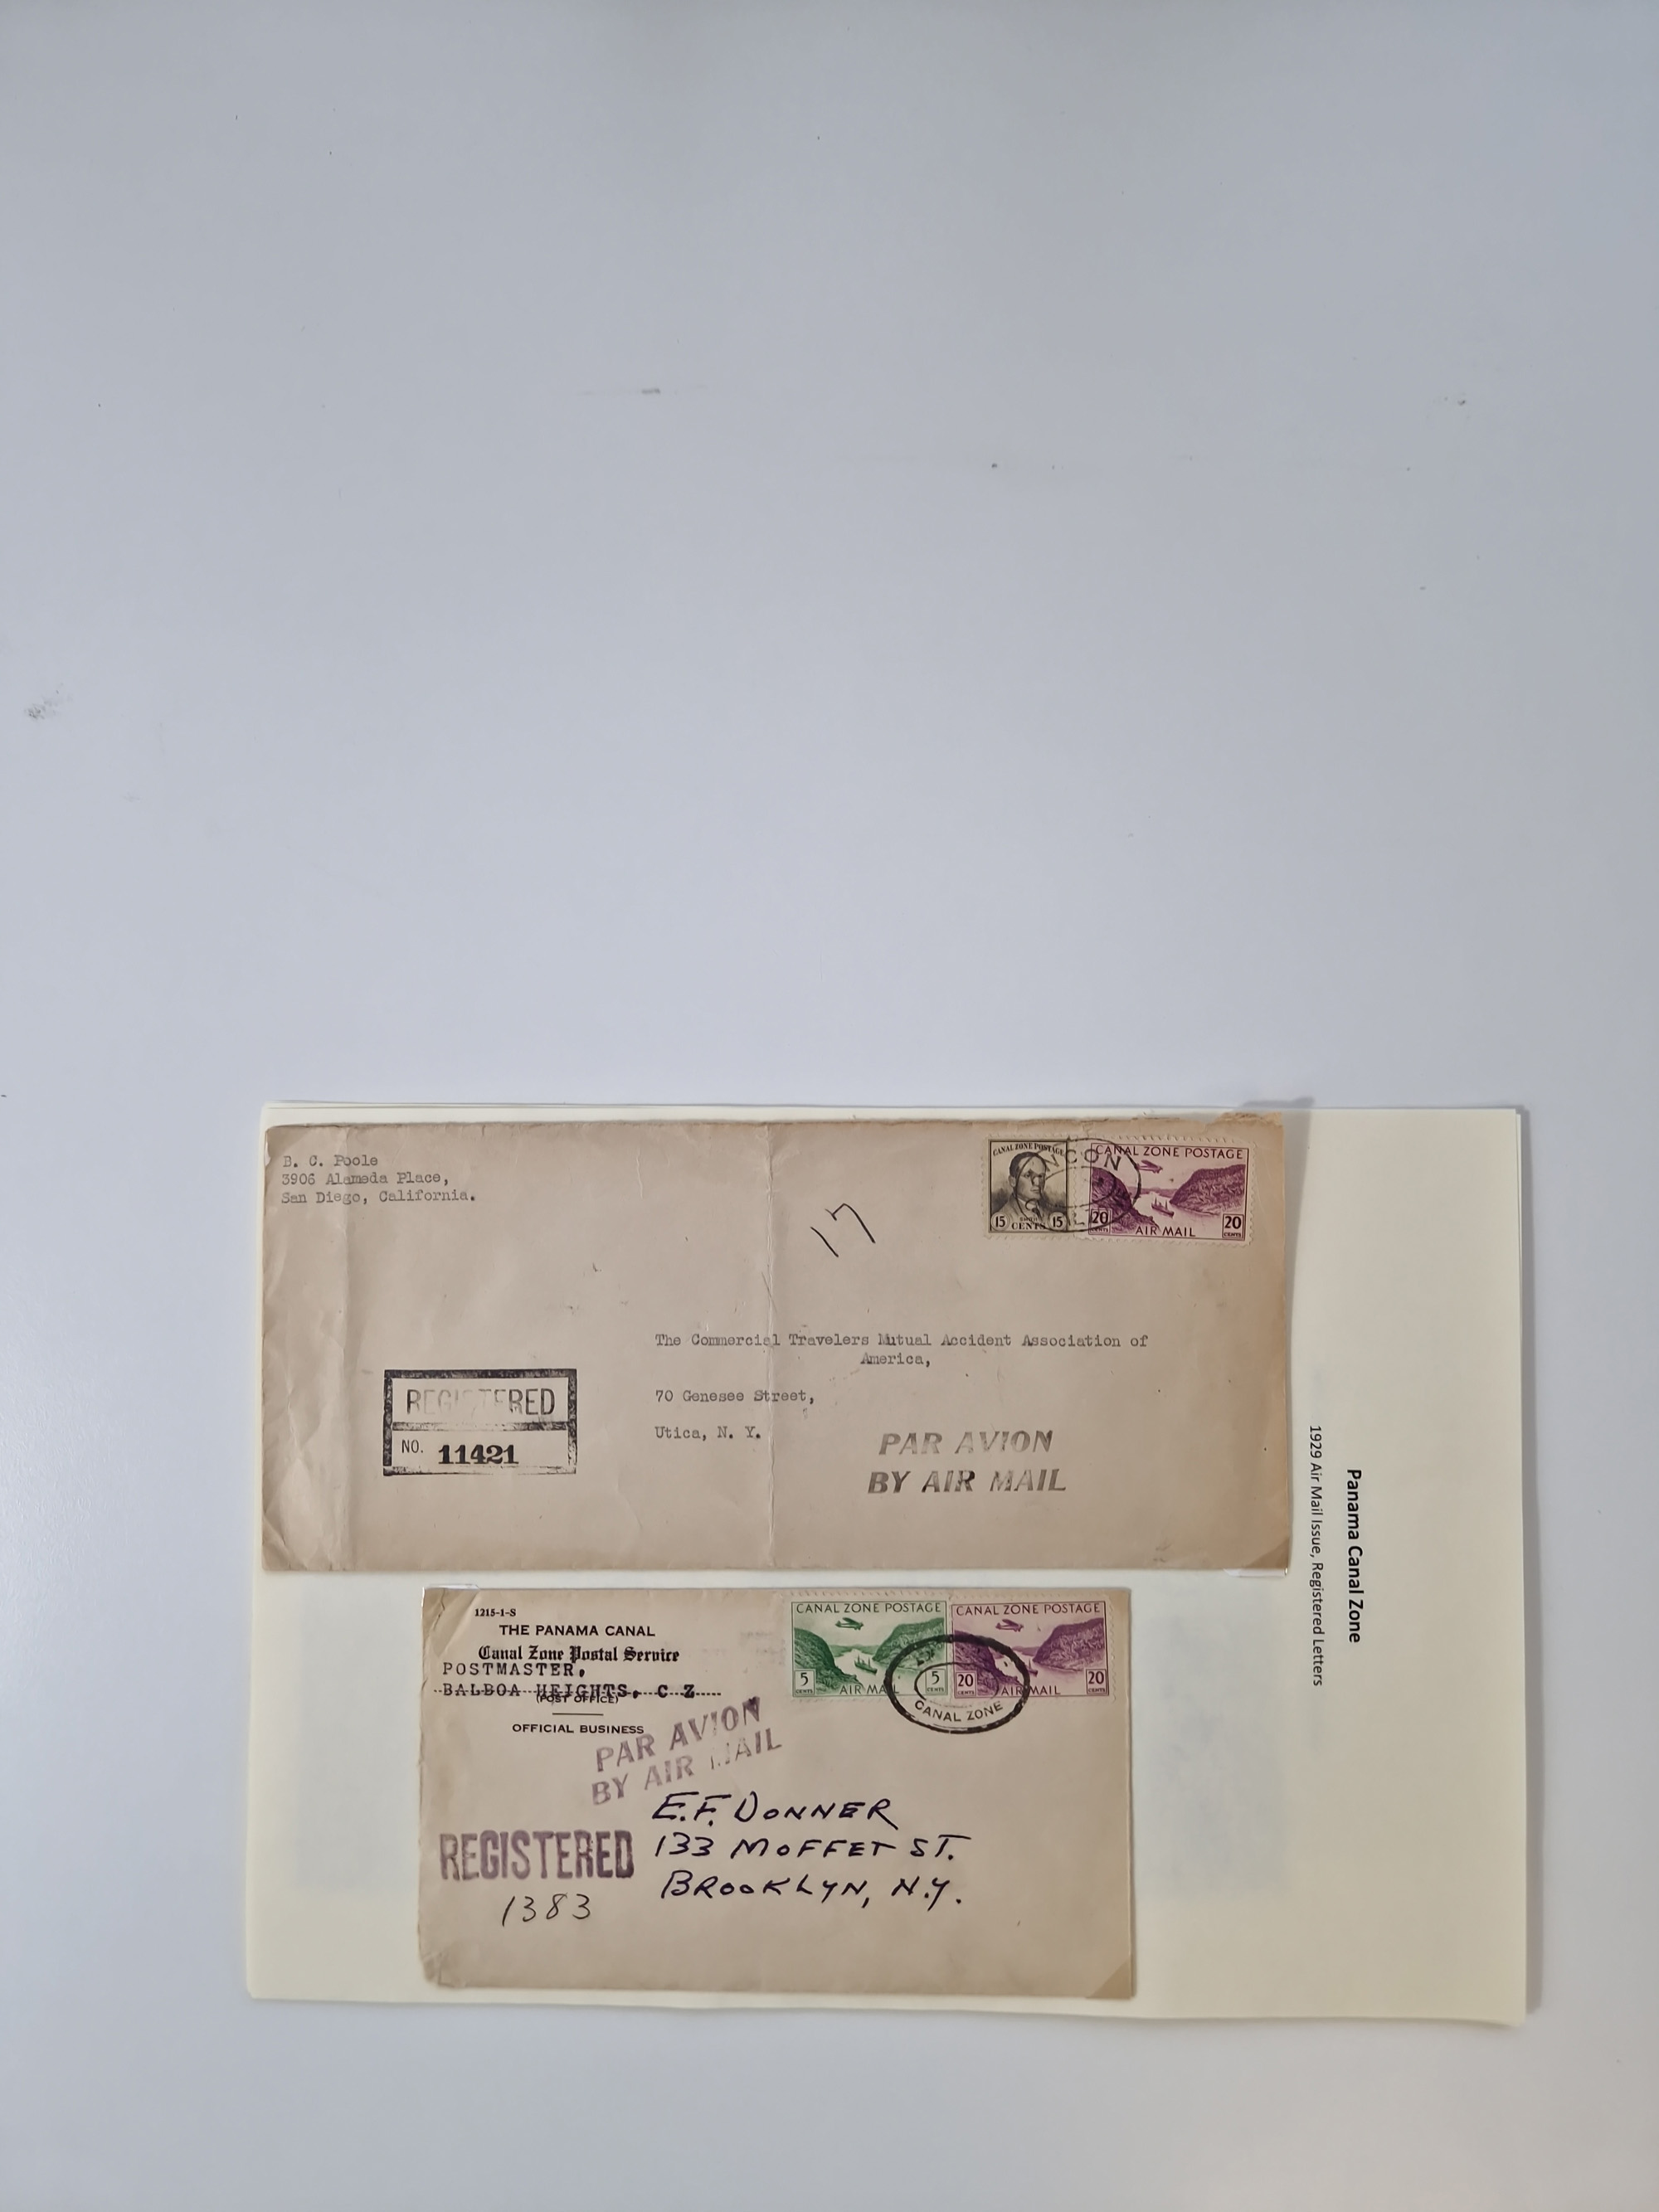 Panama Canal Zone
1929 Air Mail Issue, Registered Letters
B. C. Poole
3906 Alameda Place,
San Diego, California.
17
CANAL ZONE POSTAGE
15 CENTS 15
ANCON
CANAL ZONE POSTAGE
20 CENTS AIR MAIL 20 CENTS
The Commercial Travelers Mutual Accident Association of
America,
70 Genesee Street,
Utica, N. Y.
REGISTERED
NO. 11421
PAR AVION
BY AIR MAIL
1215-1-S
THE PANAMA CANAL
Canal Zone Postal Service
POSTMASTER,
BALBOA HEIGHTS, C Z
(POST OFFICE)
OFFICIAL BUSINESS
CANAL ZONE POSTAGE
5 CENTS AIR MAIL 5 CENTS
CANAL ZONE POSTAGE
20 CENTS AIR MAIL 20 CENTS
CANAL ZONE
PAR AVION
BY AIR MAIL
E.F. DONNER
133 MOFFET ST.
BROOKLYN, N.Y.
REGISTERED
1383